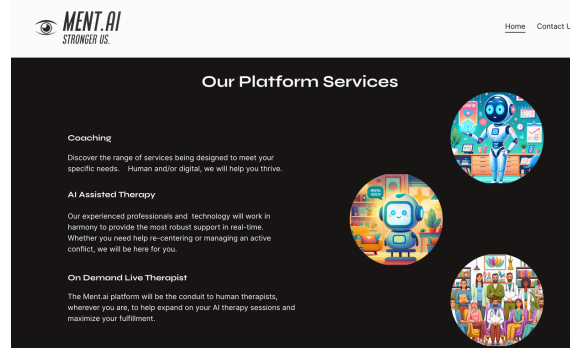 MENT.AI
STRONGER US.
Home
Contact U
Our Platform Services
Coaching
Discover the range of services being designed to meet your
specific needs. Human and/or digital, we will help you thrive.
AI Assisted Therapy
Our experienced professionals and technology will work in
harmony to provide the most robust support in real-time.
Whether you need help re-centering or managing an active
conflict, we will be here for you.
On Demand Live Therapist
The Ment.ai platform will be the conduit to human therapists,
wherever you are, to help expand on your AI therapy sessions and
maximize your fulfillment.
MENTAL
HEALTH